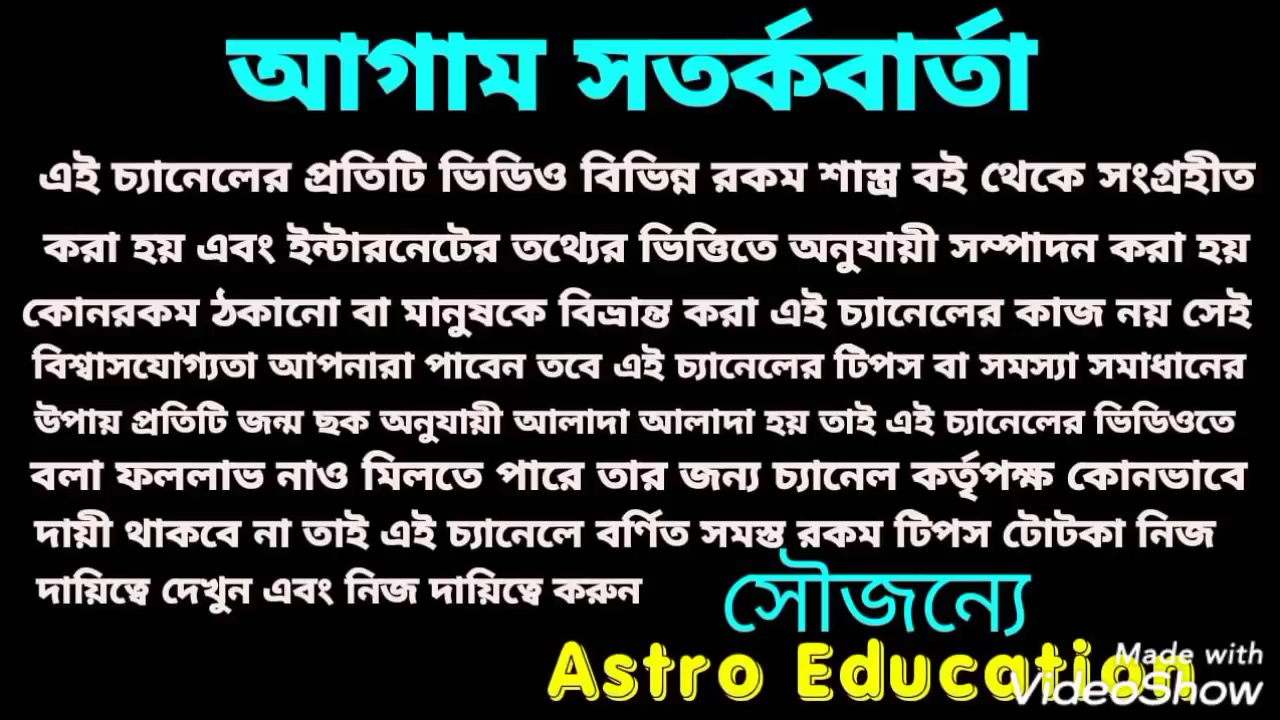 আগাম সতর্কবার্তা
এই চ্যানেলের প্রতিটি ভিডিও বিভিন্ন রকম শাস্ত্র বই থেকে সংগ্রহীত
করা হয় এবং ইন্টারনেটের তথ্যের ভিত্তিতে অনুযায়ী সম্পাদন করা হয়
কোনরকম ঠকানো বা মানুষকে বিভ্রান্ত করা এই চ্যানেলের কাজ নয় সেই
বিশ্বাসযোগ্যতা আপনারা পাবেন তবে এই চ্যানেলের টিপস বা সমস্যা সমাধানের
উপায় প্রতিটি জন্ম ছক অনুযায়ী আলাদা আলাদা হয় তাই এই চ্যানেলের ভিডিওতে
বলা ফললাভ নাও মিলতে পারে তার জন্য চ্যানেল কর্তৃপক্ষ কোনভাবে
দায়ী থাকবে না তাই এই চ্যানেলে বর্ণিত সমস্ত রকম টিপস টোটকা নিজ
দায়িত্বে দেখুন এবং নিজ দায়িত্বে করুন
সৌজন্যে
Astro Education
Made with
VideoShow